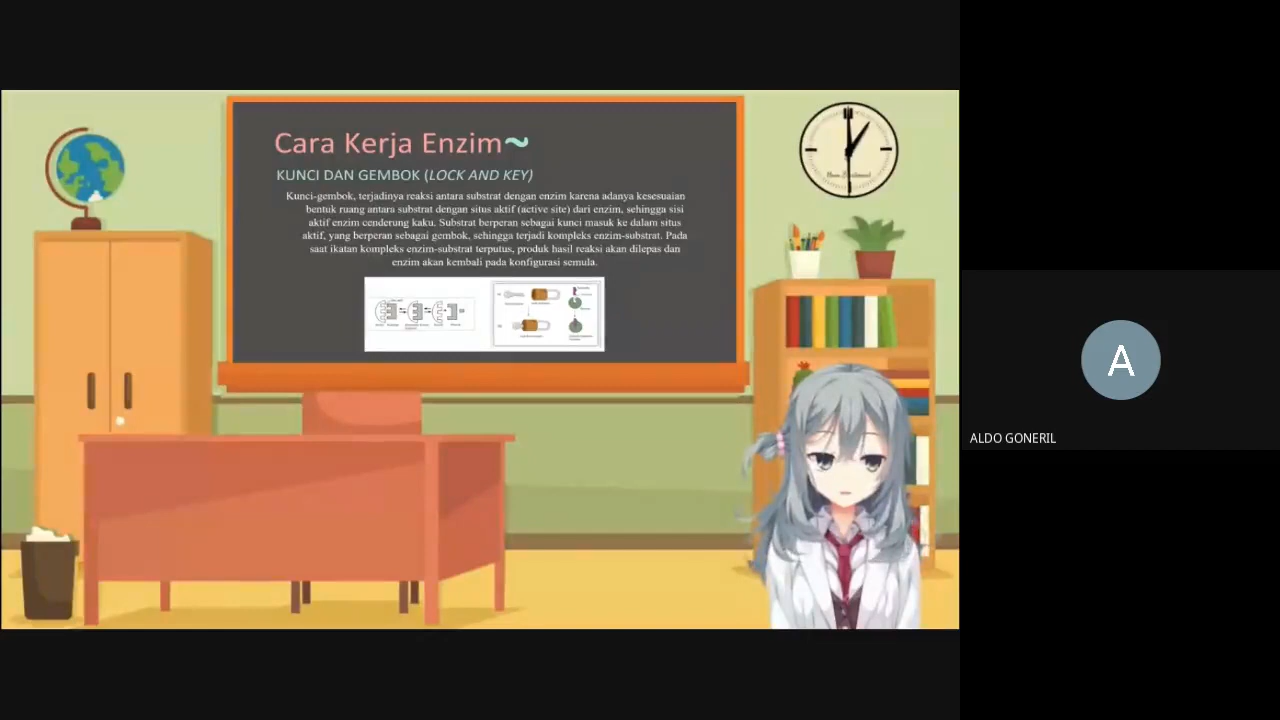 Cara Kerja Enzim~
KUNCI DAN GEMBOK (LOCK AND KEY)
Kunci-gembok, terjadinya reaksi antara substrat dengan enzim karena adanya kesesuaian
bentuk ruang antara substrat dengan situs aktif (active site) dari enzim, sehingga sisi
aktif enzim cenderung kaku. Substrat berperan sebagai kunci masuk ke dalam situs
aktif, yang berperan sebagai gembok, sehingga terjadi kompleks enzim-substrat. Pada
saat ikatan kompleks enzim-substrat terputus, produk hasil reaksi akan dilepas dan
enzim akan kembali pada konfigurasi semula.
A
ALDO GONERIL